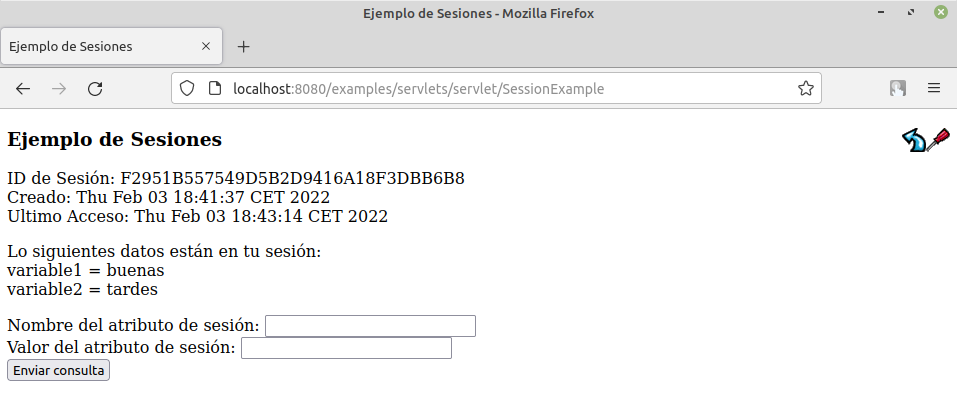 Ejemplo de Sesiones - Mozilla Firefox
Ejemplo de Sesiones
localhost:8080/examples/servlets/servlet/SessionExample
Ejemplo de Sesiones
ID de Sesión: F2951B557549D5B2D9416A18F3DBB6B8
Creado: Thu Feb 03 18:41:37 CET 2022
Ultimo Acceso: Thu Feb 03 18:43:14 CET 2022
Lo siguientes datos están en tu sesión:
variable1 = buenas
variable2 = tardes
Nombre del atributo de sesión:
Valor del atributo de sesión:
Enviar consulta